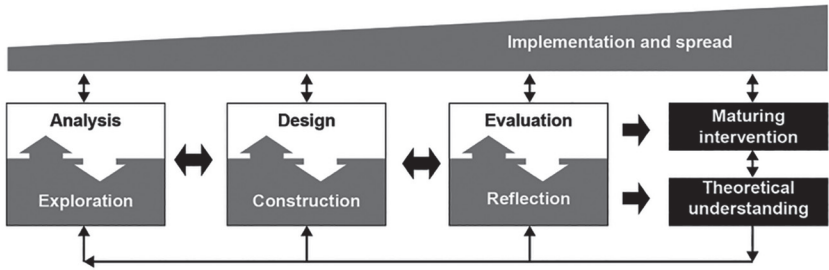 Implementation and spread
Analysis
Exploration
Design
Construction
Evaluation
Reflection
Maturing
intervention
Theoretical
understanding